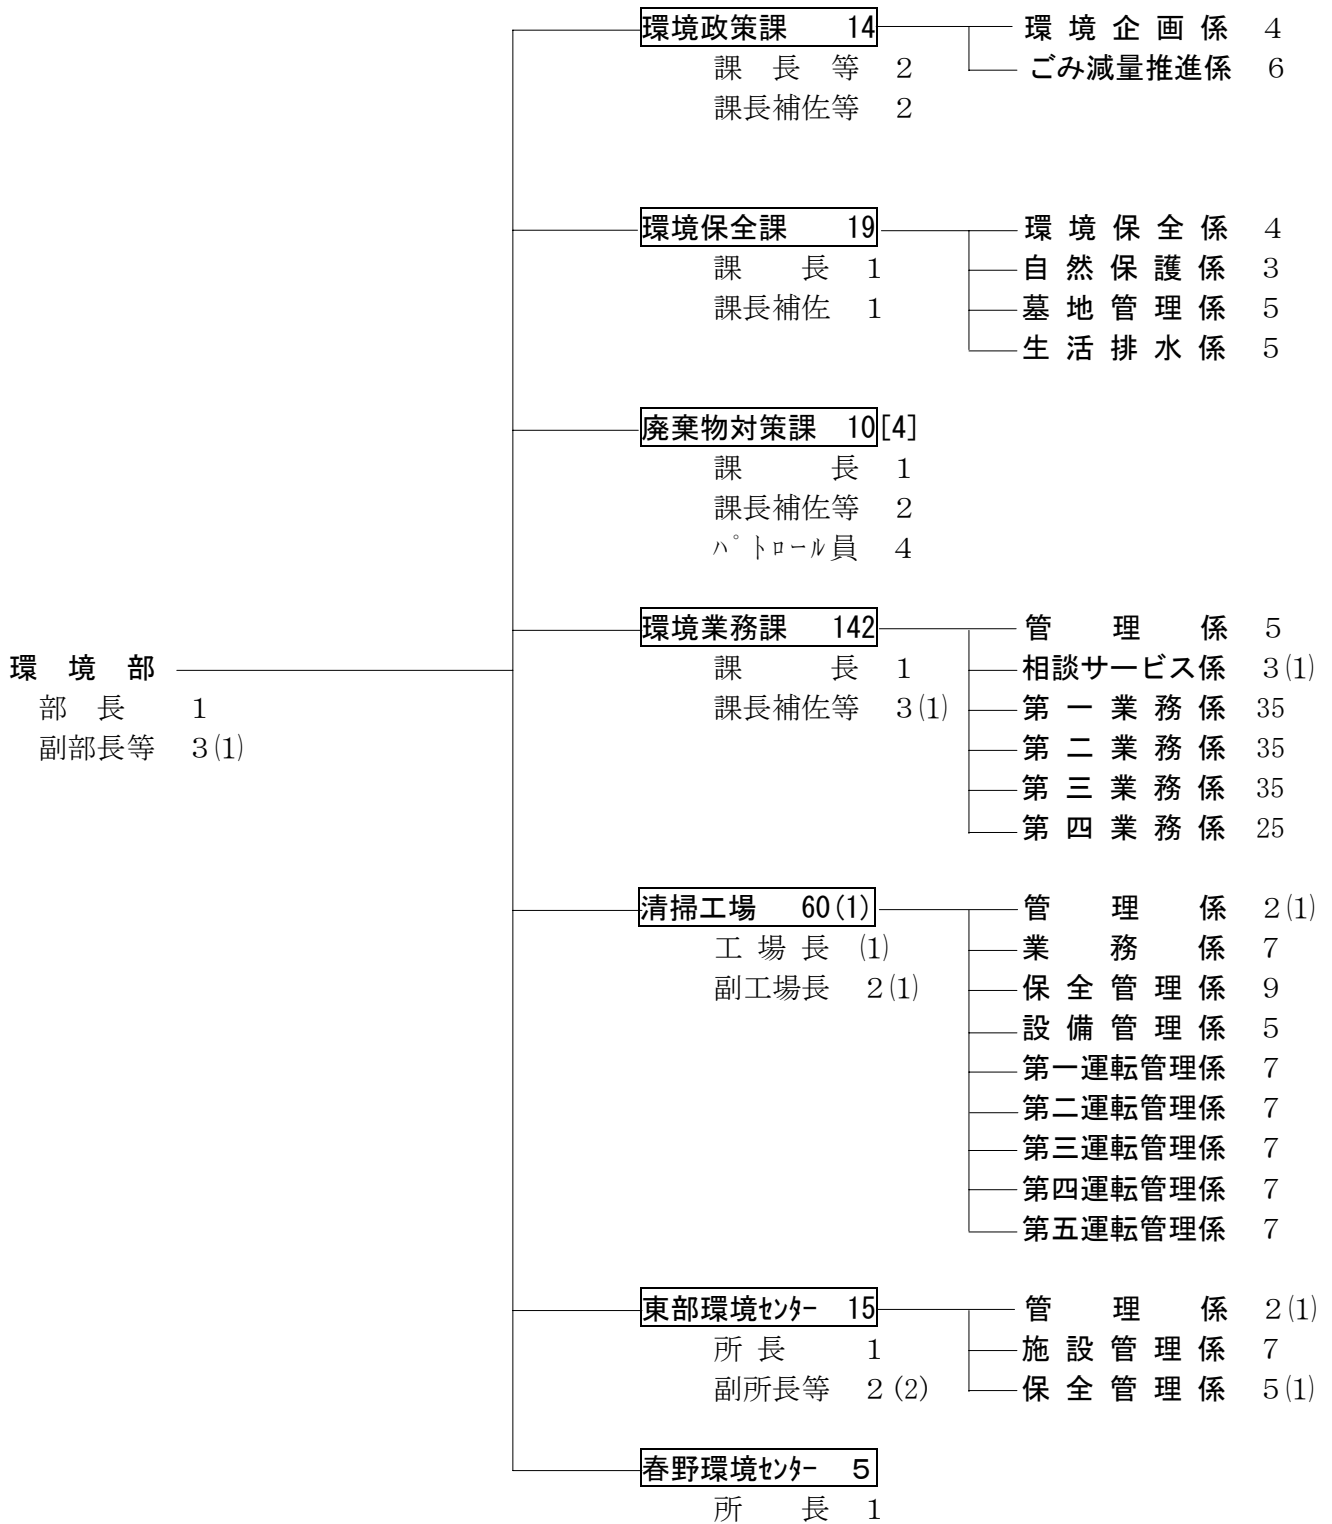 環境政策課 14
環境企画係 4
課長等 2
ごみ減量推進係 6
課長補佐等 2
環境保全課 19
環境保全係 4
課長 1
自然保護係 3
課長補佐 1
墓地管理係 5
生活排水係 5
廃棄物対策課 10[4]
課長 1
課長補佐等 2
ﾊﾟﾄﾛｰﾙ員 4
環境業務課 142
管理係 5
環境部
課長 1
相談サービス係 3(1)
部長 1
課長補佐等 3(1)
第一業務係 35
副部長等 3(1)
第二業務係 35
第三業務係 35
第四業務係 25
清掃工場 60(1)
管理係 2(1)
工場長 (1)
業務係 7
副工場長 2(1)
保全管理係 9
設備管理係 5
第一運転管理係 7
第二運転管理係 7
第三運転管理係 7
第四運転管理係 7
第五運転管理係 7
東部環境ｾﾝﾀｰ 15
管理係 2(1)
所長 1
施設管理係 7
副所長等 2(2)
保全管理係 5(1)
春野環境ｾﾝﾀｰ 5
所長 1